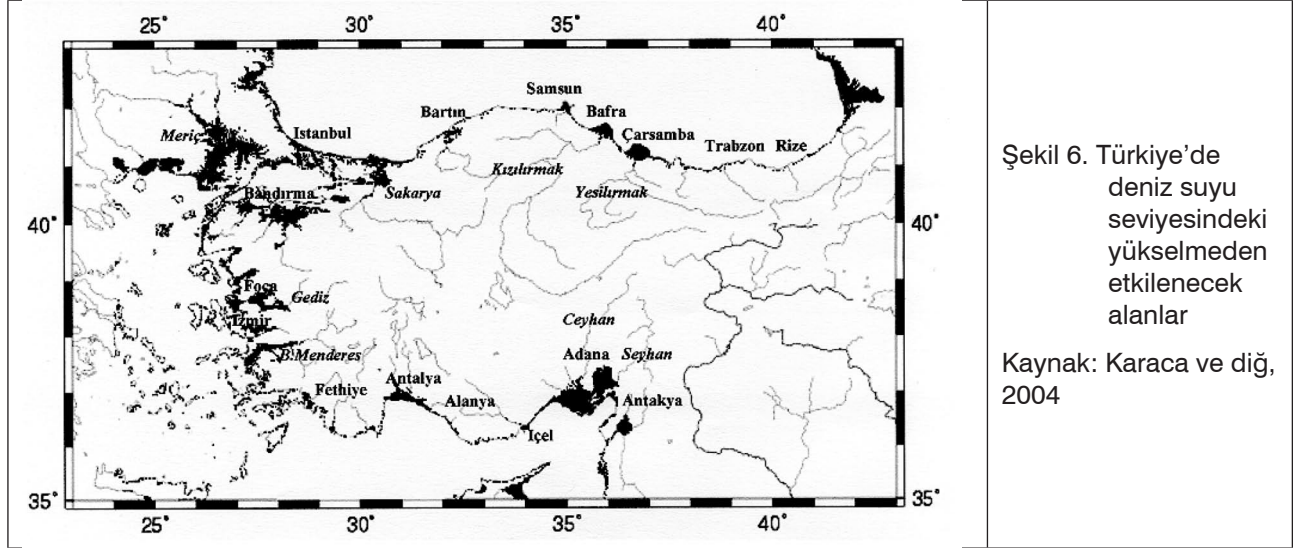 25° 30° 35° 40°
Samsun
Bartın Bafra
Meriç Istanbul Çarsamba
Trabzon Rize
Kızılırmak
Bandırma Sakarya Yesilırmak
40° 40°
Foça
Gediz
Izmir Ceyhan
B.Menderes Adana Seyhan
Fethiye Antalya
Alanya Antakya
Içel
35° 35°
25° 30° 35° 40°
Şekil 6. Türkiye’de
deniz suyu
seviyesindeki
yükselmeden
etkilenecek
alanlar
Kaynak: Karaca ve diğ,
2004